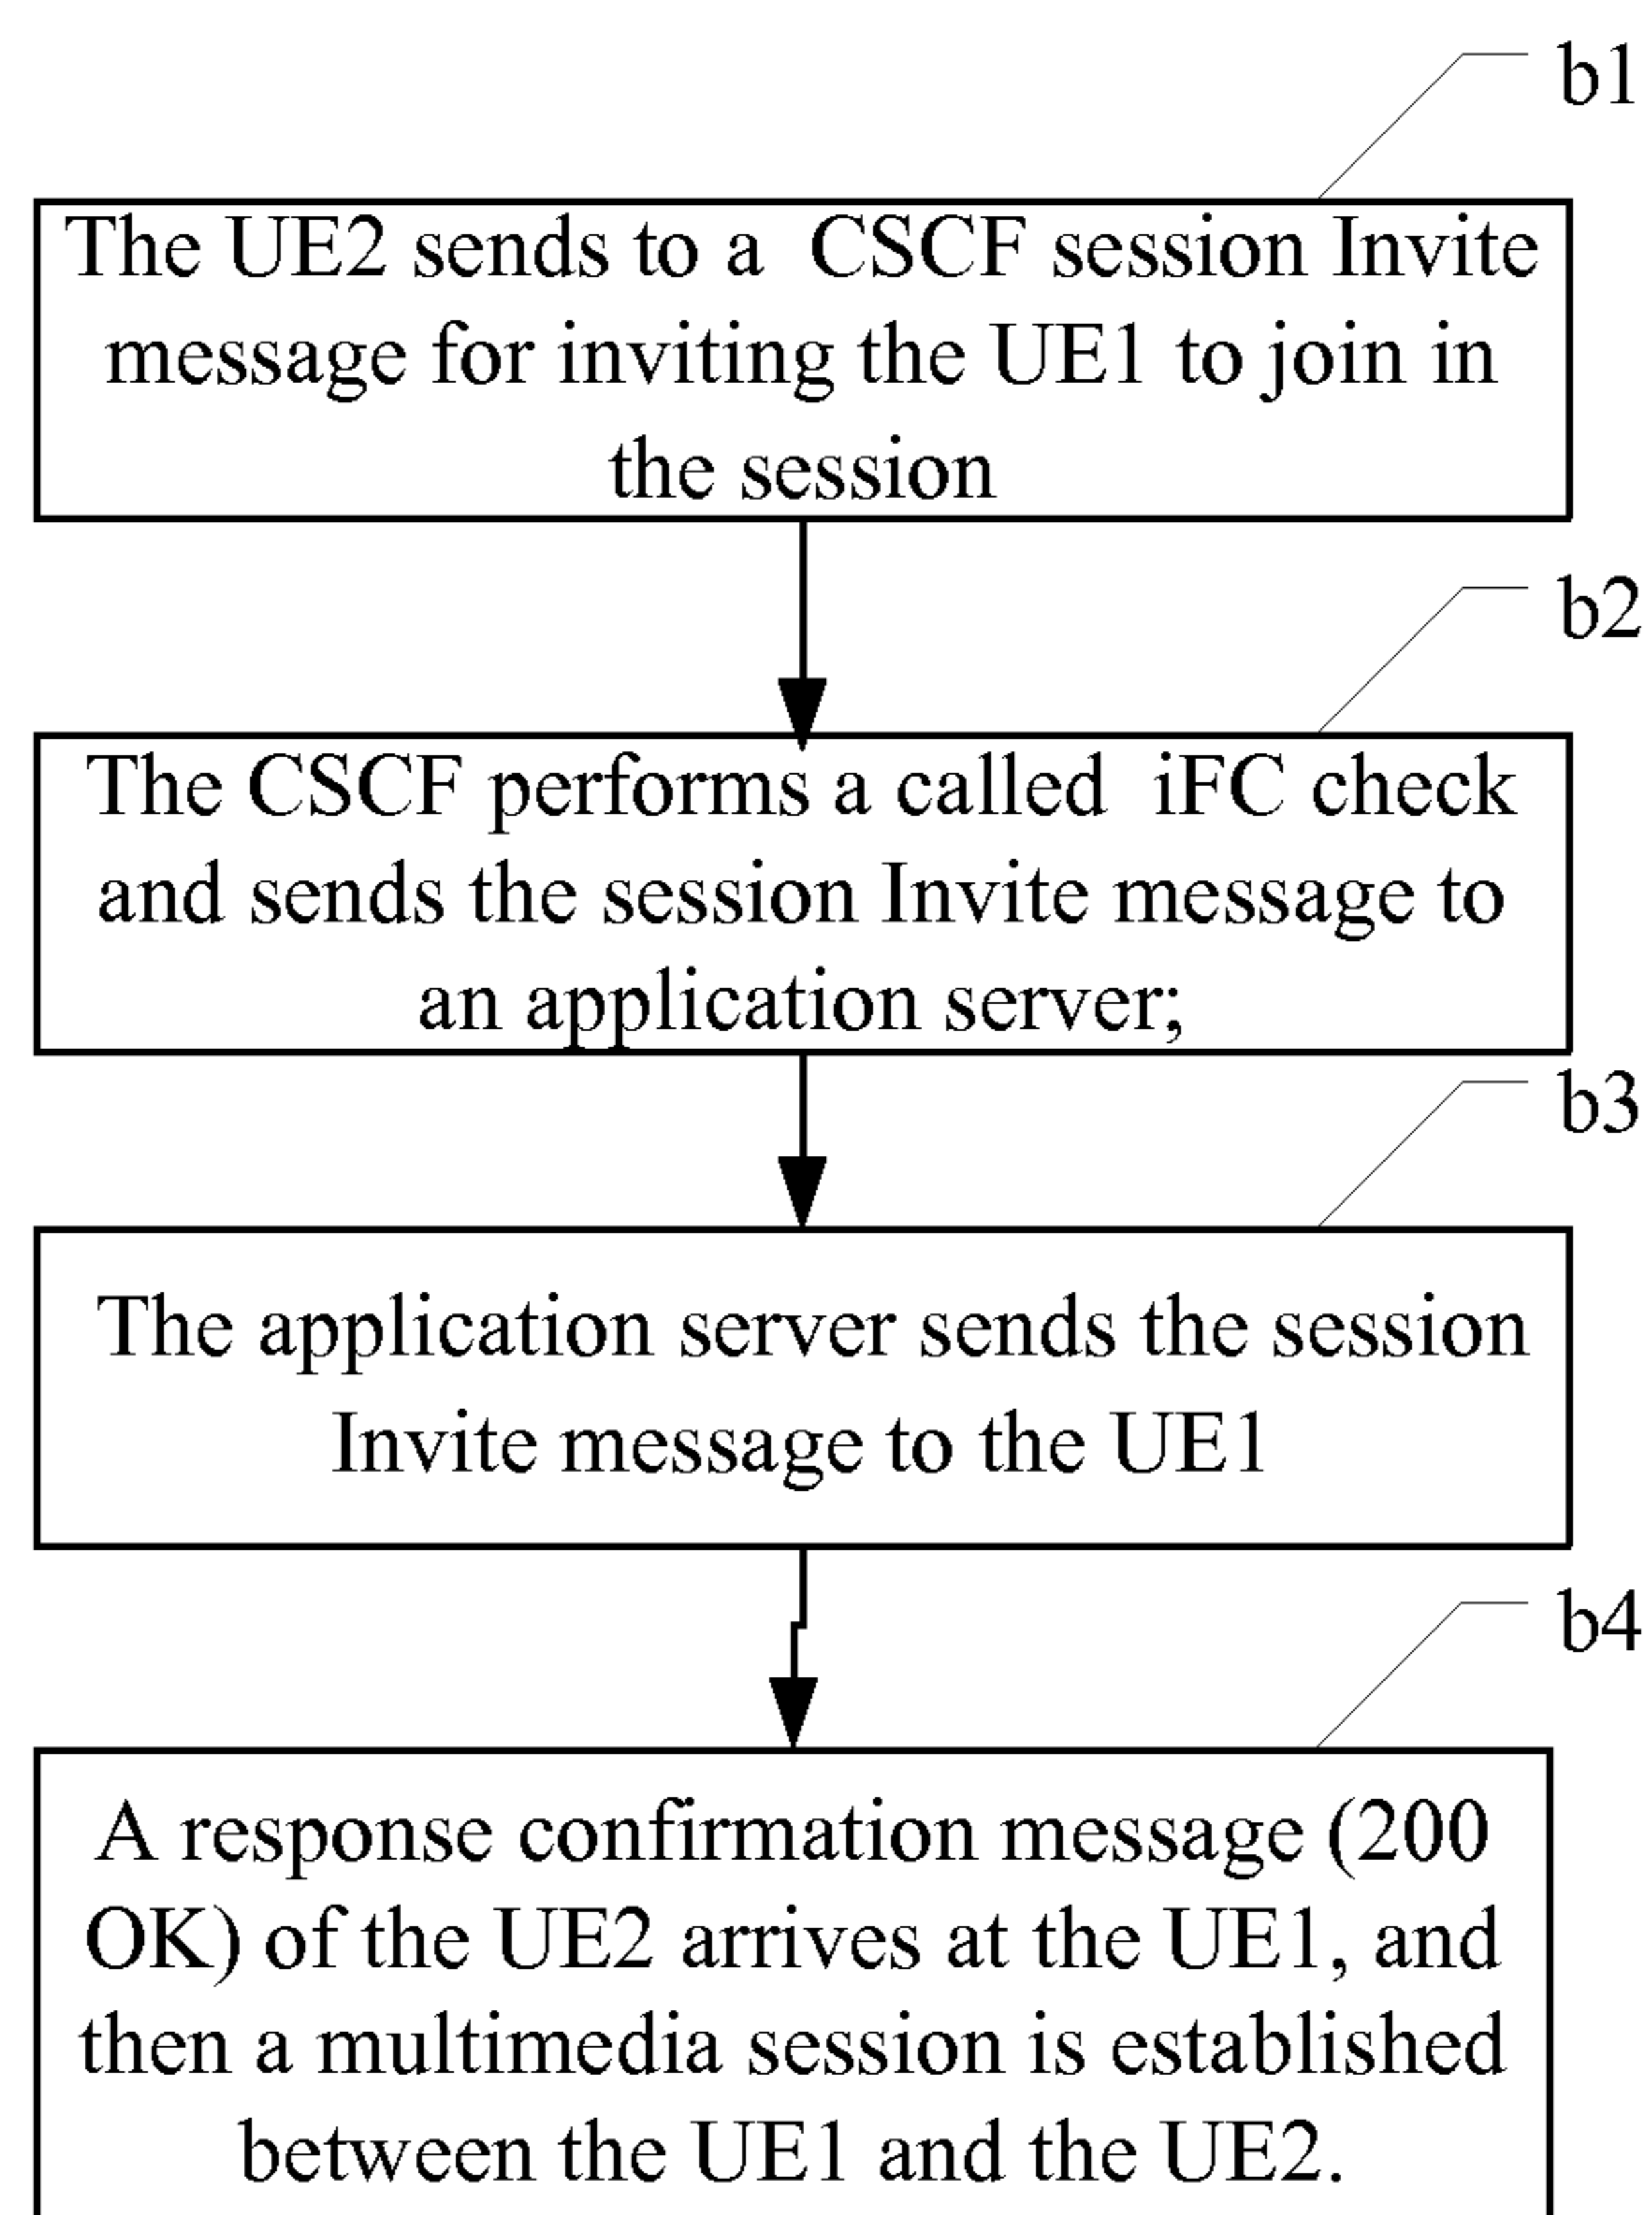 b1
The UE2 sends to a CSCF session Invite
message for inviting the UE1 to join in
the session
b2
The CSCF performs a called iFC check
and sends the session Invite message to
an application server;
b3
The application server sends the session
Invite message to the UE1
b4
A response confirmation message (200
OK) of the UE2 arrives at the UE1, and
then a multimedia session is established
between the UE1 and the UE2.